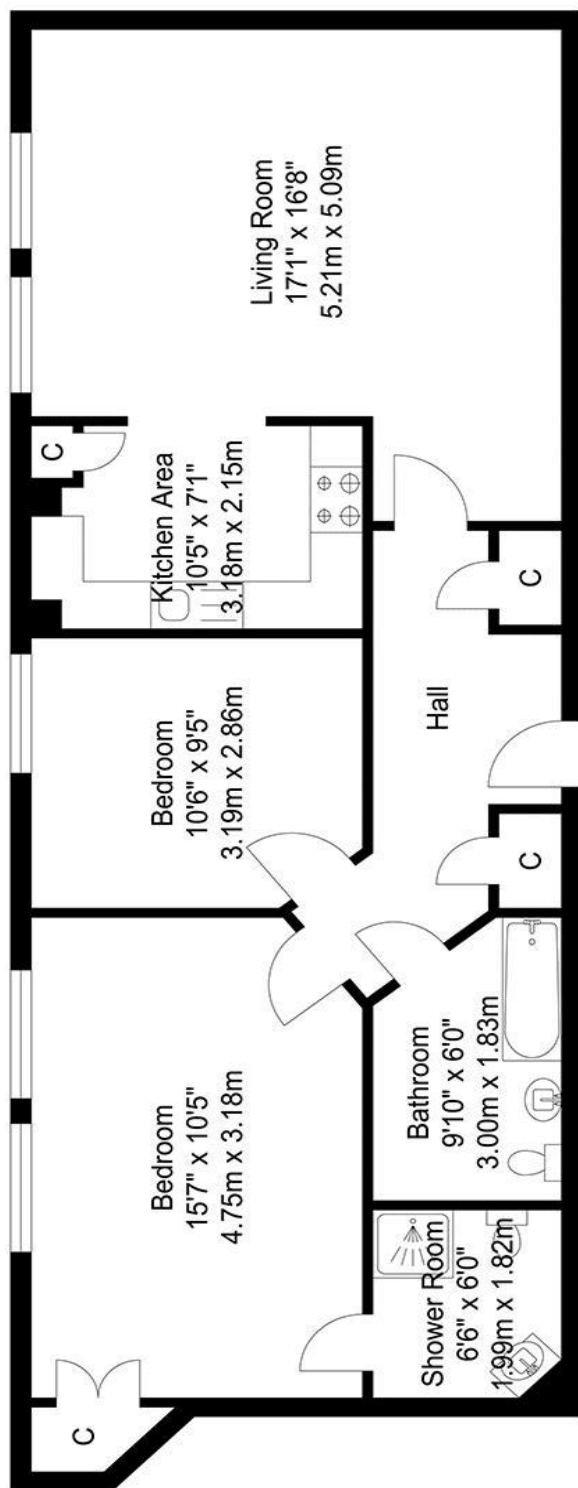 Living Room
17'1" x 16'8"
5.21m x 5.09m
C
Kitchen Area
10'5" x 7'1"
3.18m x 2.15m
Bedroom
10'6" x 9'5"
3.19m x 2.86m
Hall
C
C
Bedroom
15'7" x 10'5"
4.75m x 3.18m
Bathroom
9'10" x 6'0"
3.00m x 1.83m
Shower Room
6'6" x 6'0"
1.99m x 1.82m
C